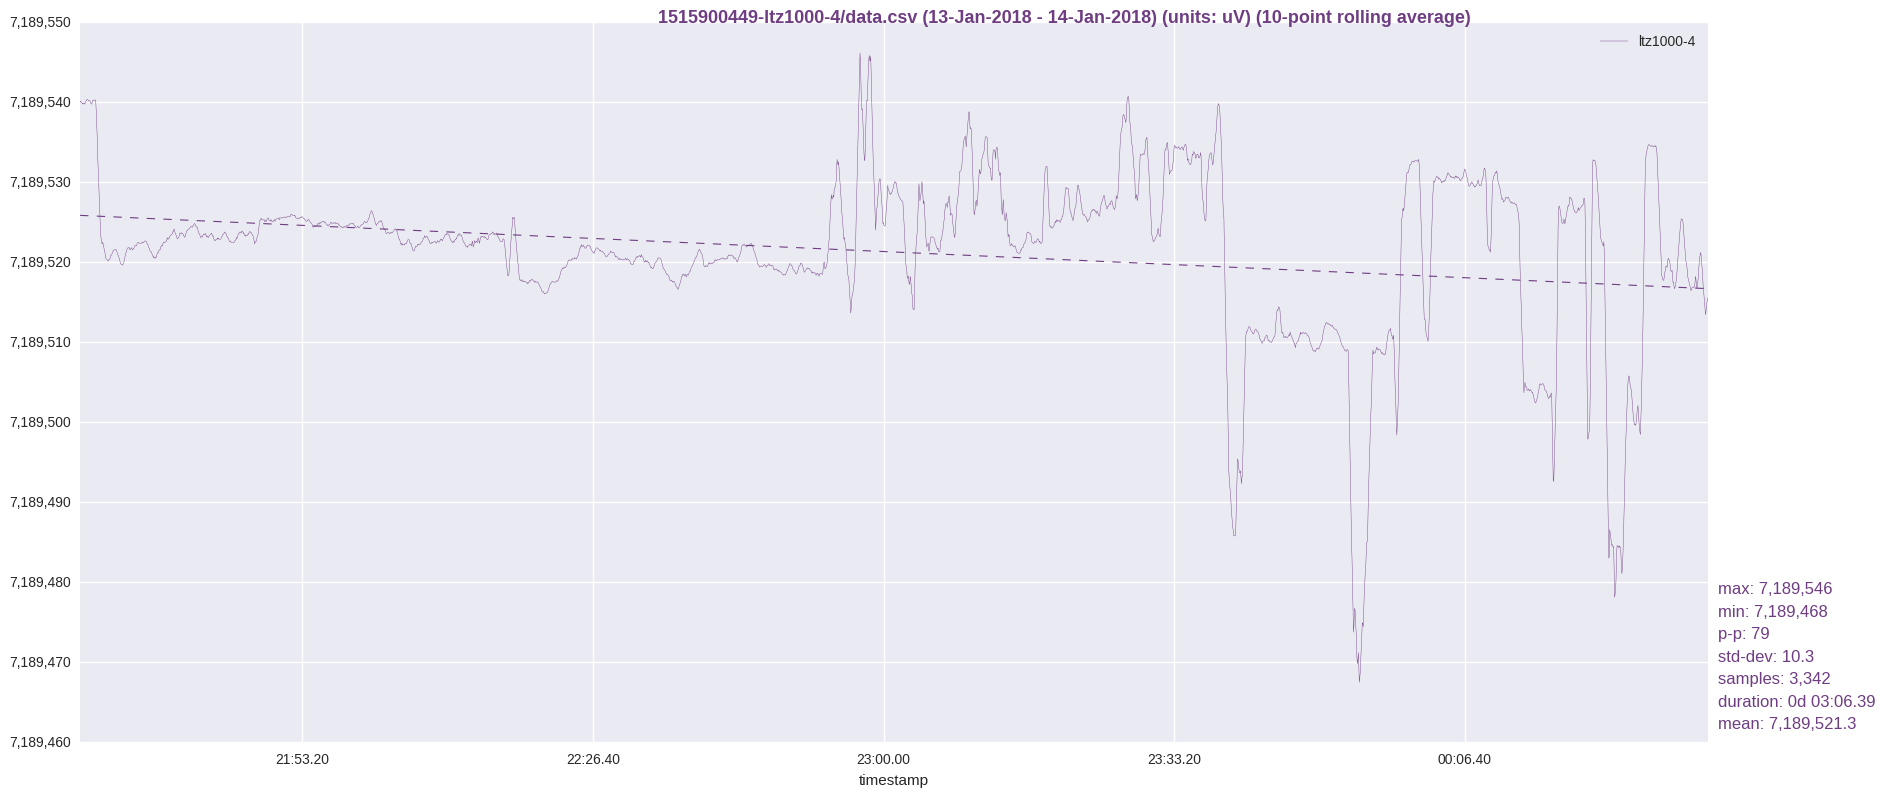 1515900449-ltz1000-4/data.csv (13-Jan-2018 - 14-Jan-2018) (units: uV) (10-point rolling average)
ltz1000-4
7,189,550
7,189,540
7,189,530
7,189,520
7,189,510
7,189,500
7,189,490
7,189,480
7,189,470
7,189,460
max: 7,189,546
min: 7,189,468
p-p: 79
std-dev: 10.3
samples: 3,342
duration: 0d 03:06.39
mean: 7,189,521.3
21:53.20 22:26.40 23:00.00 23:33.20 00:06.40
timestamp